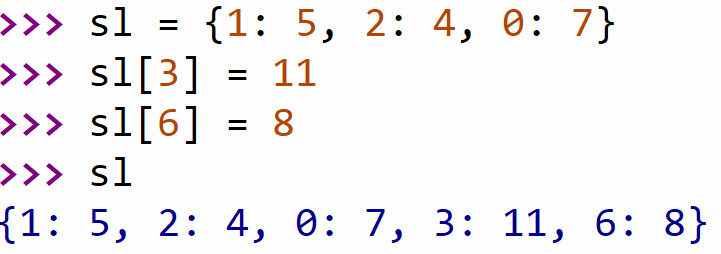 >>> sl = {1: 5, 2: 4, 0: 7}
>>> sl[3] = 11
>>> sl[6] = 8
>>> sl
{1: 5, 2: 4, 0: 7, 3: 11, 6: 8}